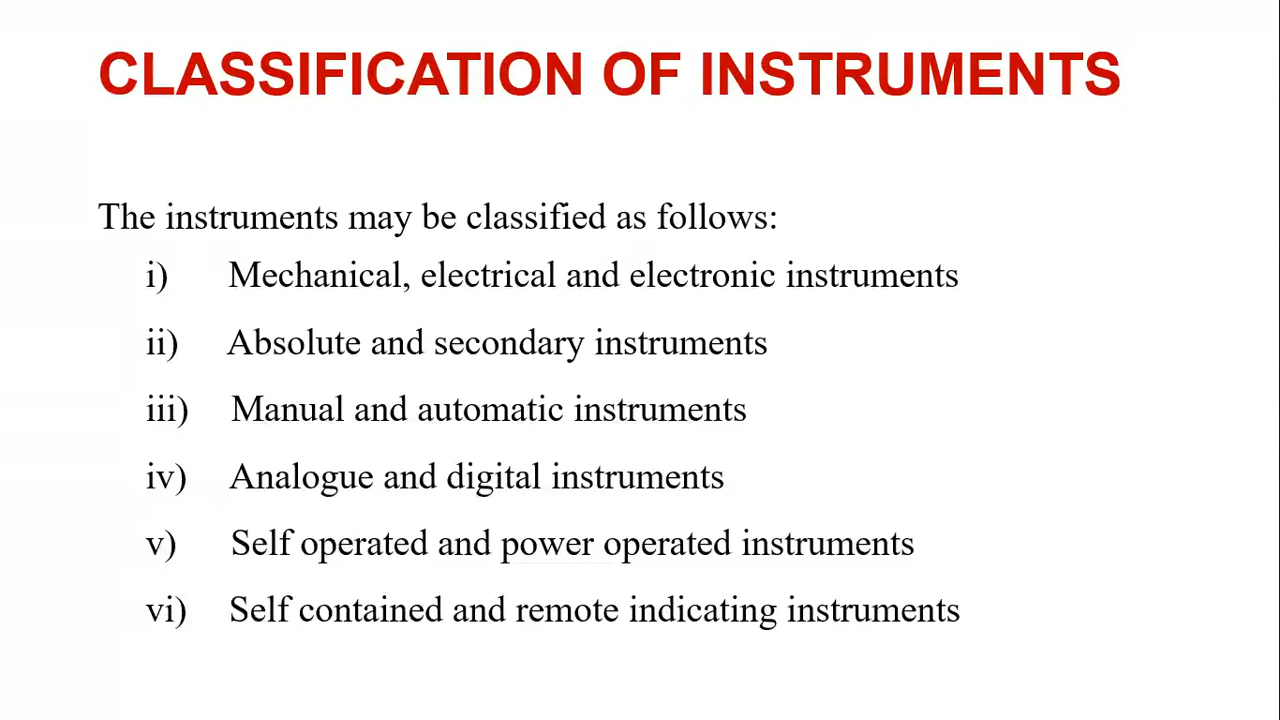 CLASSIFICATION OF INSTRUMENTS
The instruments may be classified as follows:
i) Mechanical, electrical and electronic instruments
ii) Absolute and secondary instruments
iii) Manual and automatic instruments
iv) Analogue and digital instruments
v) Self operated and power operated instruments
vi) Self contained and remote indicating instruments